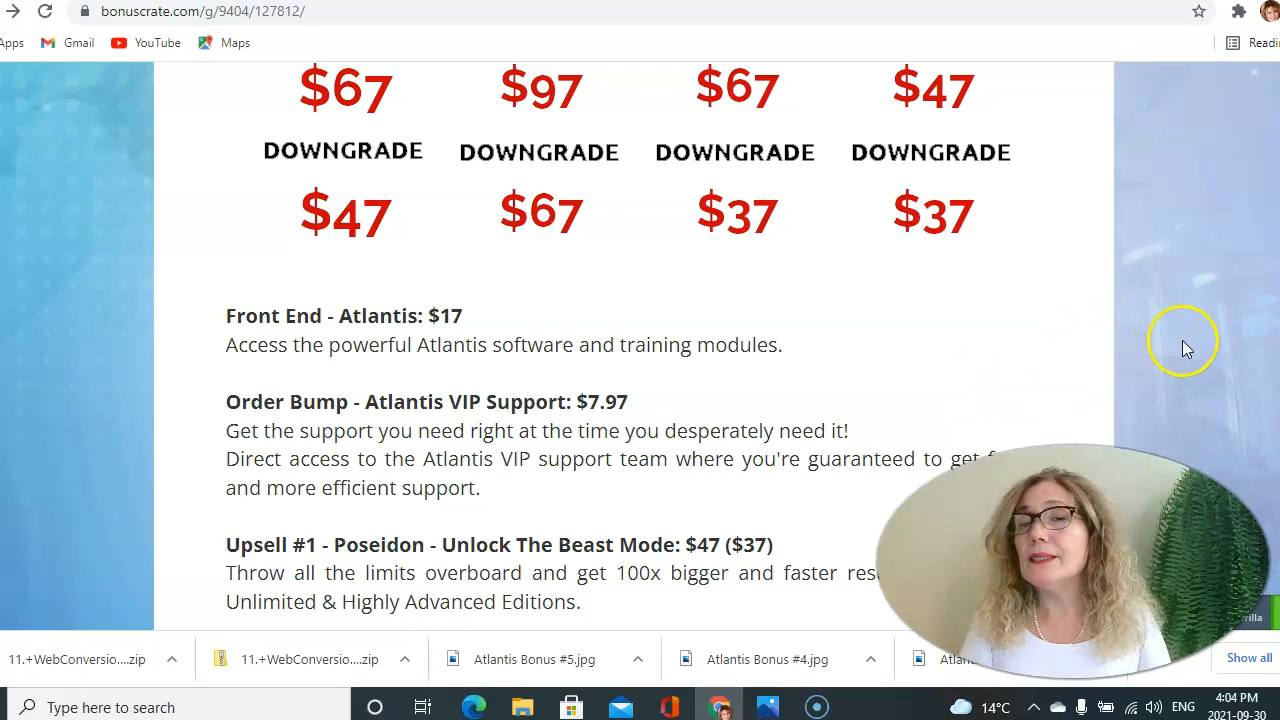 bonuscrate.com/g/9404/127812/
Apps Gmail YouTube Maps
$67 $97 $67 $47
DOWNGRADE DOWNGRADE DOWNGRADE DOWNGRADE
$47 $67 $37 $37
Front End - Atlantis: $17
Access the powerful Atlantis software and training modules.
Order Bump - Atlantis VIP Support: $7.97
Get the support you need right at the time you desperately need it!
Direct access to the Atlantis VIP support team where you're guaranteed to get
and more efficient support.
Upsell #1 - Poseidon - Unlock The Beast Mode: $47 ($37)
Throw all the limits overboard and get 100x bigger and faster
Unlimited & Highly Advanced Editions.
11.+WebConversio....zip 11.+WebConversio....zip Atlantis Bonus #5.jpg Atlantis Bonus #4.jpg Show all
Type here to search 14°C ENG 4:04 PM
2021-09-30